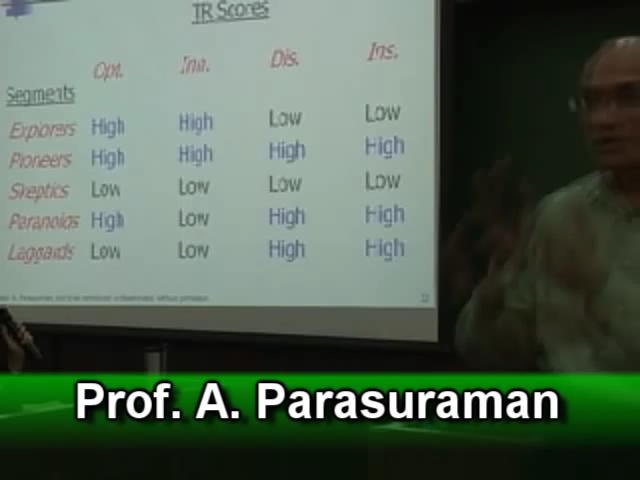 TR Scores
Opt. Inn. Dis. Ins.
Segments
Explorers High High Low Low
Pioneers High High High High
Skeptics Low Low Low Low
Paranoids High Low High High
Laggards Low Low High High
Prof. A. Parasuraman